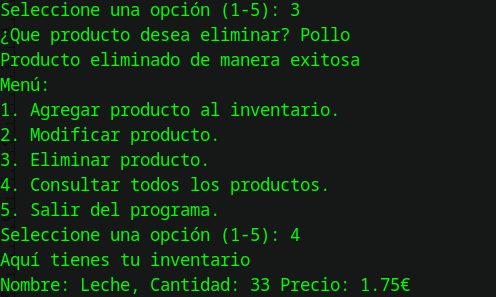 Seleccione una opción (1-5): 3
¿Que producto desea eliminar? Pollo
Producto eliminado de manera exitosa
Menú:
1. Agregar producto al inventario.
2. Modificar producto.
3. Eliminar producto.
4. Consultar todos los productos.
5. Salir del programa.
Seleccione una opción (1-5): 4
Aquí tienes tu inventario
Nombre: Leche, Cantidad: 33 Precio: 1.75€